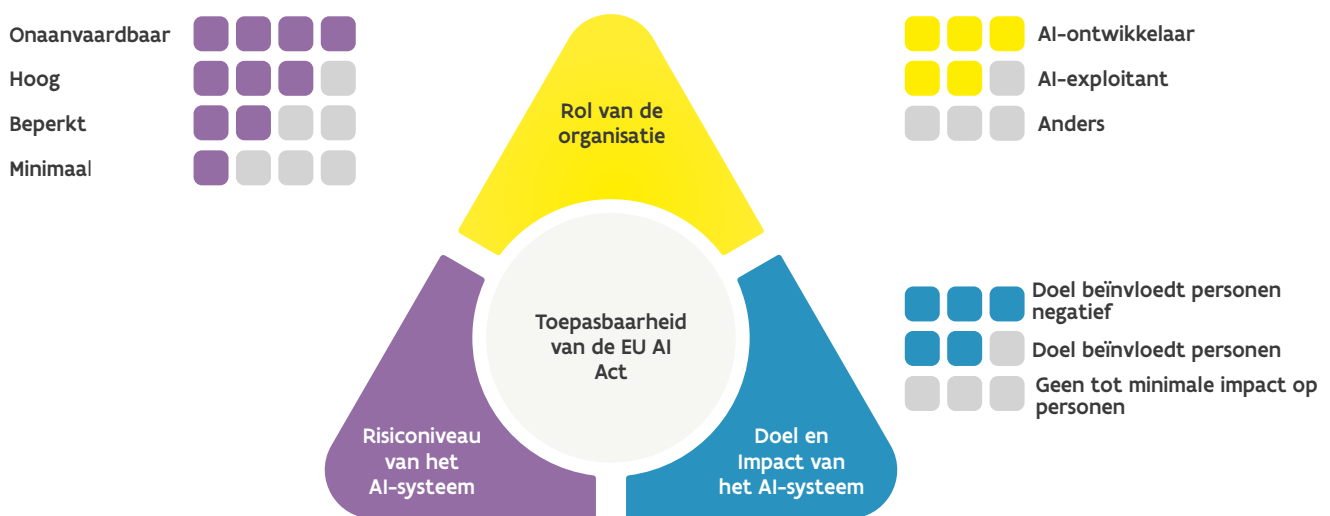 Onaanvaardbaar
Hoog
Beperkt
Minimaal
AI-ontwikkelaar
AI-exploitant
Anders
Rol van de
organisatie
Toepasbaarheid
van de EU AI
Act
Doel beïnvloedt personen
negatief
Doel beïnvloedt personen
Geen tot minimale impact op
personen
Risiconiveau
van het
AI-systeem
Doel en
Impact van
het AI-systeem